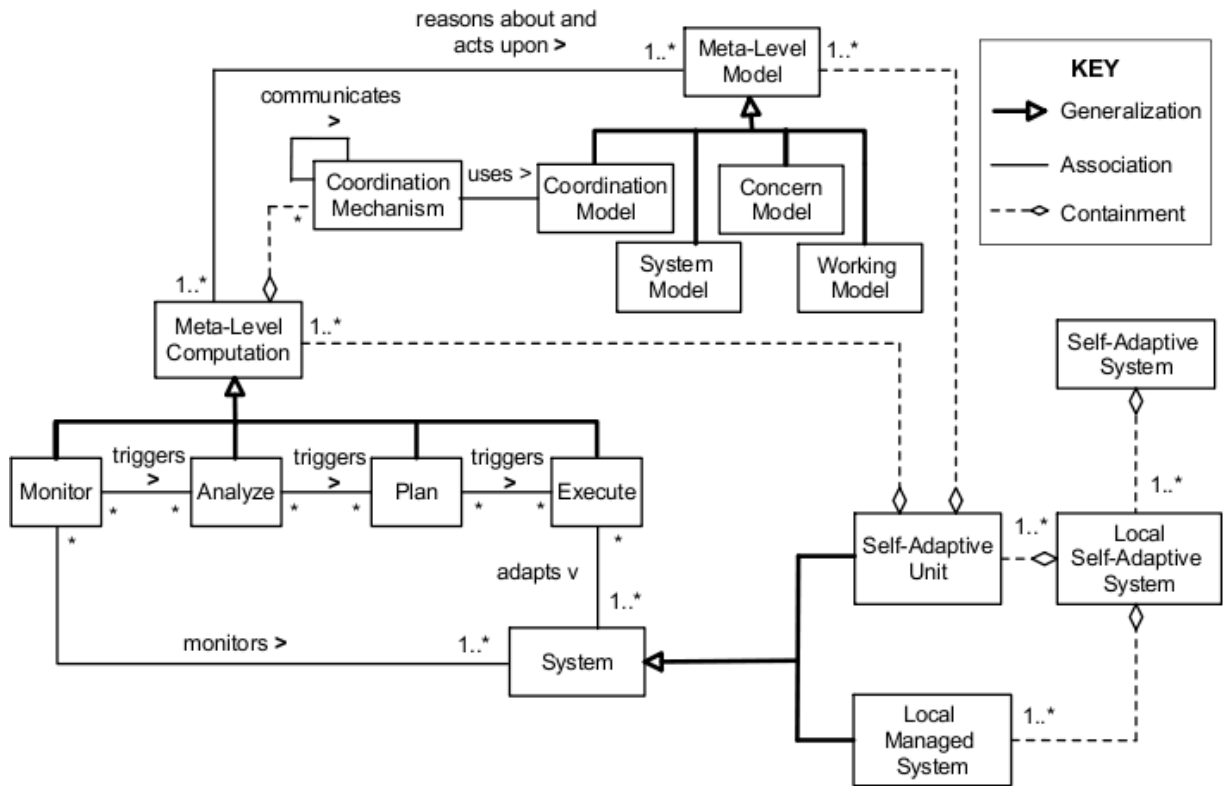 reasons about and
acts upon >
1..*
Meta-Level
Model
1..*
KEY
Generalization
Association
Containment
communicates
>
Coordination
Mechanism
uses >
Coordination
Model
Concern
Model
*
System
Model
Working
Model
1..*
Meta-Level
Computation
1..*
Self-Adaptive
System
triggers
>
triggers
>
triggers
>
Monitor
Analyze
Plan
Execute
*
*
*
*
*
*
*
*
1..*
1..*
Self-Adaptive
Unit
Local
Self-Adaptive
System
adapts v
1..*
monitors >
1..*
System
Local
Managed
System
1..*